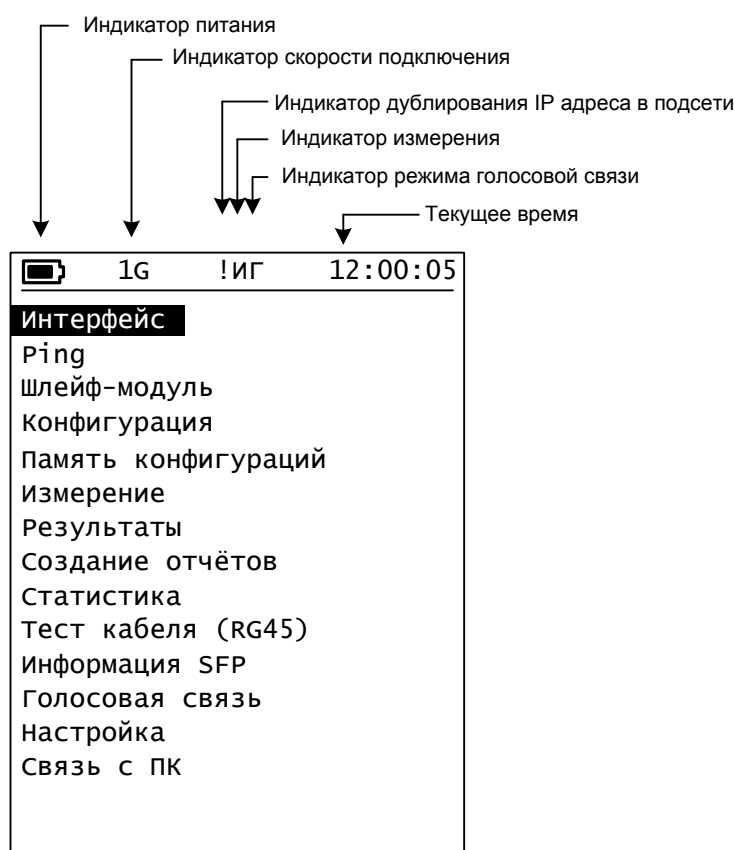 Индикатор питания
Индикатор скорости подключения
Индикатор дублирования IP адреса в подсети
Индикатор измерения
Индикатор режима голосовой связи
Текущее время
1G !ИГ 12:00:05
Интерфейс
Ping
Шлейф-модуль
Конфигурация
Память конфигураций
Измерение
Результаты
Создание отчётов
Статистика
Тест кабеля (RG45)
Информация SFP
Голосовая связь
Настройка
Связь с ПК